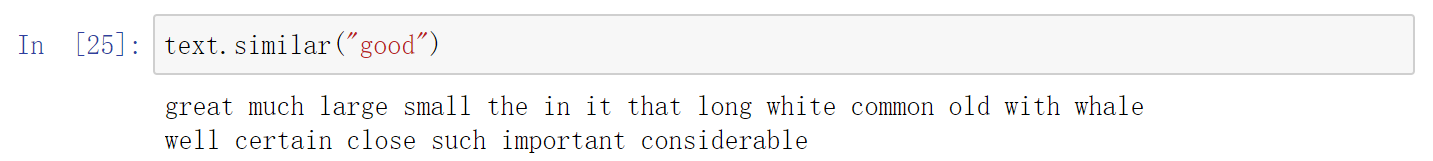 In [25]: text.similar("good")
great much large small the in it that long white common old with whale
well certain close such important considerable